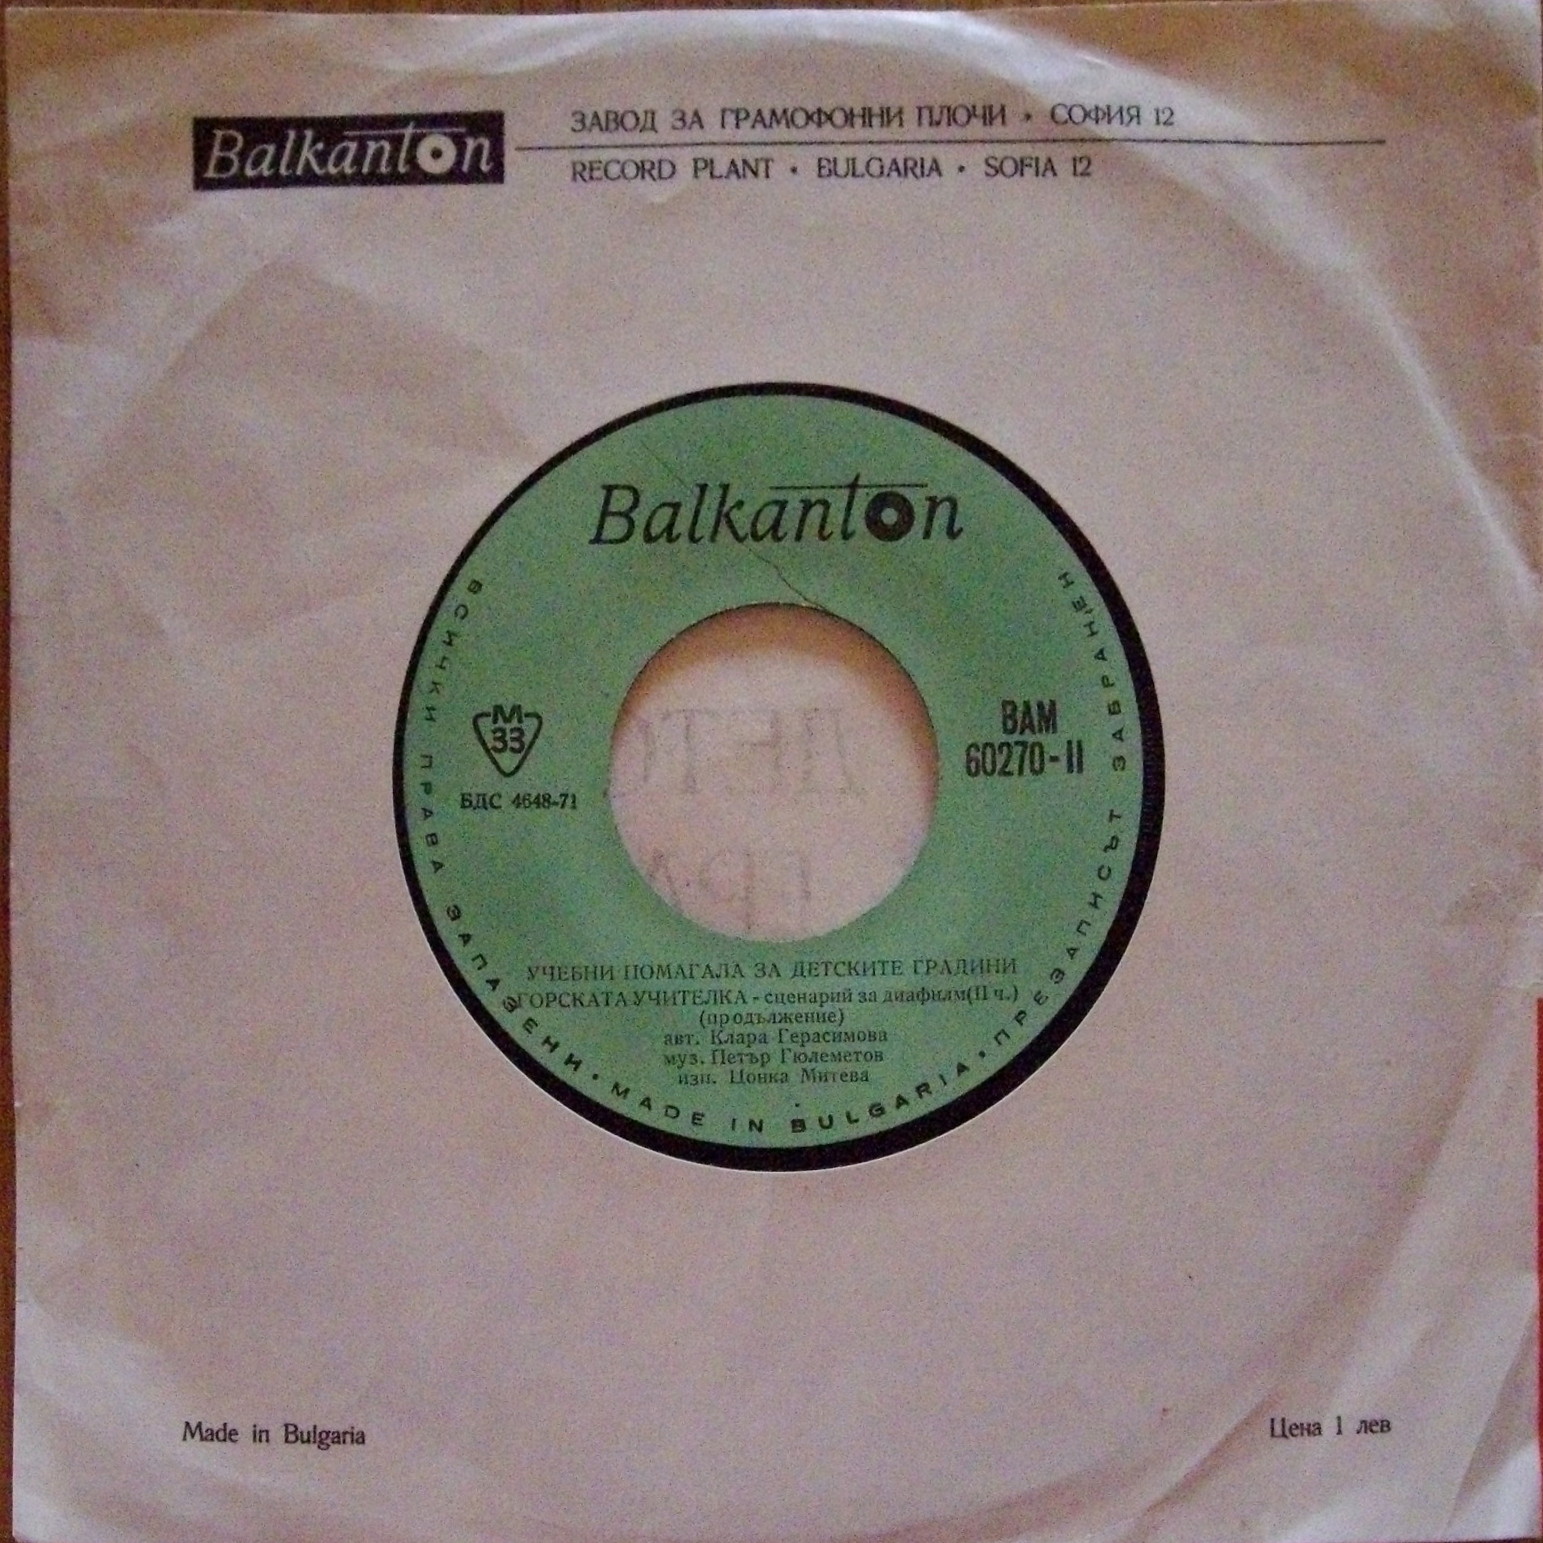 Balkanton
ЗАВОД ЗА ГРАМОФОННИ ПЛОЧИ • СОФИЯ 12
RECORD PLANT • BULGARIA • SOFIA 12
Balkanton
ВСИЧКИ ПРАВА ЗАПАЗЕНИ • MADE IN BULGARIA • ПРЕЗАПИСЪТ ЗАБРАНЕН
М
33
БДС 4648-71
ВАМ
60270-II
УЧЕБНИ ПОМАГАЛА ЗА ДЕТСКИТЕ ГРАДИНИ
ГОРСКАТА УЧИТЕЛКА - сценарий за диафилм (II ч.)
(продължение)
авт. Клара Герасимова
муз. Петър Гюлеметов
изп. Цонка Митева
Made in Bulgaria
Цена 1 лев